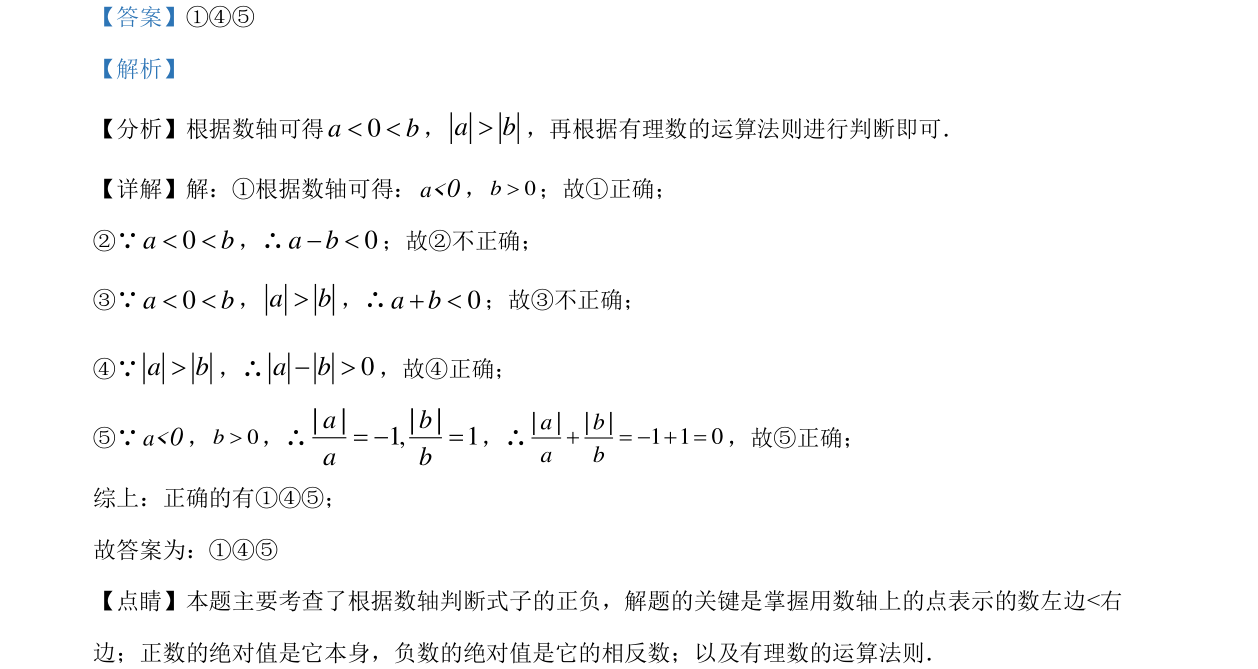 【答案】①④⑤
【解析】
【分析】根据数轴可得a<0<b，|a|>|b|，再根据有理数的运算法则进行判断即可．
【详解】解：①根据数轴可得：a<0，b>0；故①正确；
②∵a<0<b，∴a−b<0；故②不正确；
③∵a<0<b，|a|>|b|，∴a+b<0；故③不正确；
④∵|a|>|b|，∴|a|−|b|>0，故④正确；
⑤∵a<0，b>0，∴|a|/a=−1,|b|/b=1，∴|a|/a+|b|/b=−1+1=0，故⑤正确；
综上：正确的有①④⑤；
故答案为：①④⑤
【点睛】本题主要考查了根据数轴判断式子的正负，解题的关键是掌握用数轴上的点表示的数左边<右
边；正数的绝对值是它本身，负数的绝对值是它的相反数；以及有理数的运算法则．